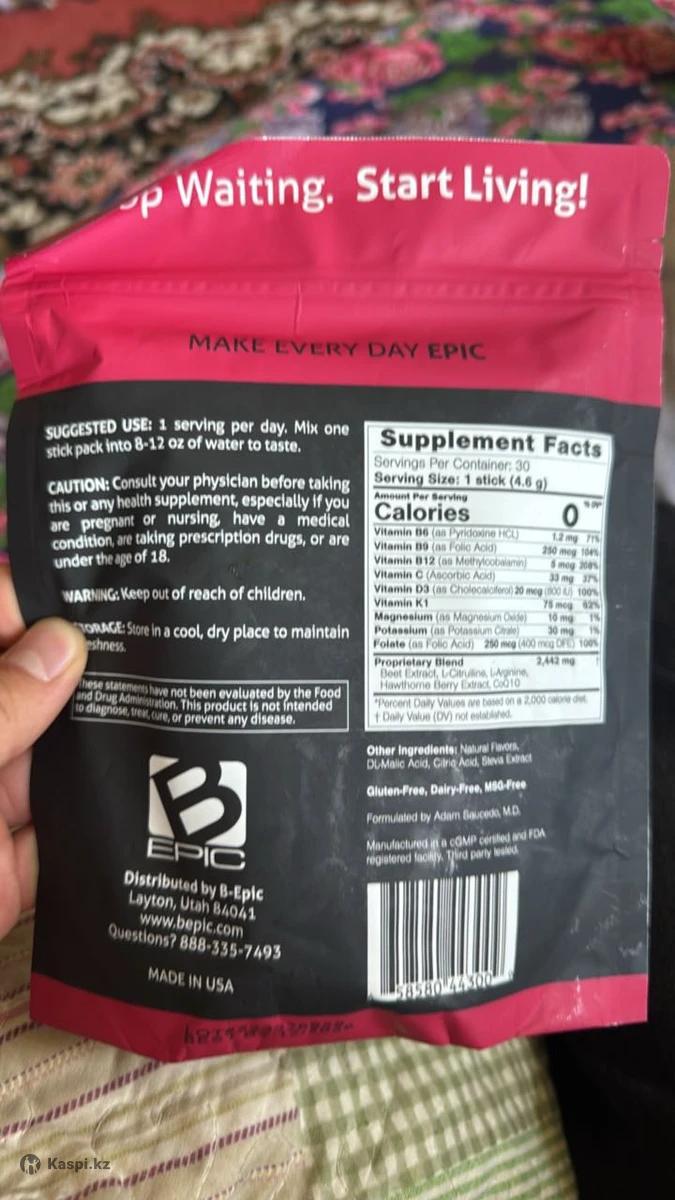 Waiting. Start Living!
MAKE EVERY DAY EPIC
SUGGESTED USE: 1 serving per day. Mix one
stick pack into 8-12 oz of water to taste.
CAUTION: Consult your physician before taking
this or any health supplement, especially if you
are pregnant or nursing, have a medical
condition, are taking prescription drugs, or are
under the age of 18.
WARNING: Keep out of reach of children.
STORAGE: Store in a cool, dry place to maintain
These statements have not been evaluated by the Food
and Drug Administration. This product is not intended
to diagnose, treat, cure, or prevent any disease.
B
EPIC
Distributed by B-Epic
Layton, Utah 84041
www.bepic.com
Questions? 888-335-7493
MADE IN USA
Supplement Facts
Servings Per Container: 30
Serving Size: 1 stick (4.6 g)
Amount Per Serving
Calories 0
Vitamin B6 (as Pyridoxine HCL) 1.2 mg 71%
Vitamin B9 (as Folic Acid) 250 mcg 104%
Vitamin B12 (as Methylcobalamin) 5 mcg 208%
Vitamin C (Ascorbic Acid) 33 mg 37%
Vitamin D3 (as Cholecalciferol) 20 mcg (800 IU) 100%
Vitamin K1 75 mcg 62%
Magnesium (as Magnesium Oxide) 10 mg 1%
Potassium (as Potassium Citrate) 30 mg 1%
Folate (as Folic Acid) 250 mcg (400 mcg DFE) 100%
Proprietary Blend 2,442 mg †
Beet Extract, L-Citrulline, L-Arginine,
Hawthorne Berry Extract, CoQ10
*Percent Daily Values are based on a 2,000 calorie diet.
† Daily Value (DV) not established.
Other Ingredients: Natural Flavors,
DL-Malic Acid, Citric Acid, Stevia Extract
Gluten-Free, Dairy-Free, MSG-Free
Formulated by Adam Saucedo, M.D.
Manufactured in a cGMP certified and FDA
registered facility. Third party tested.
58580 44300
Kaspi.kz